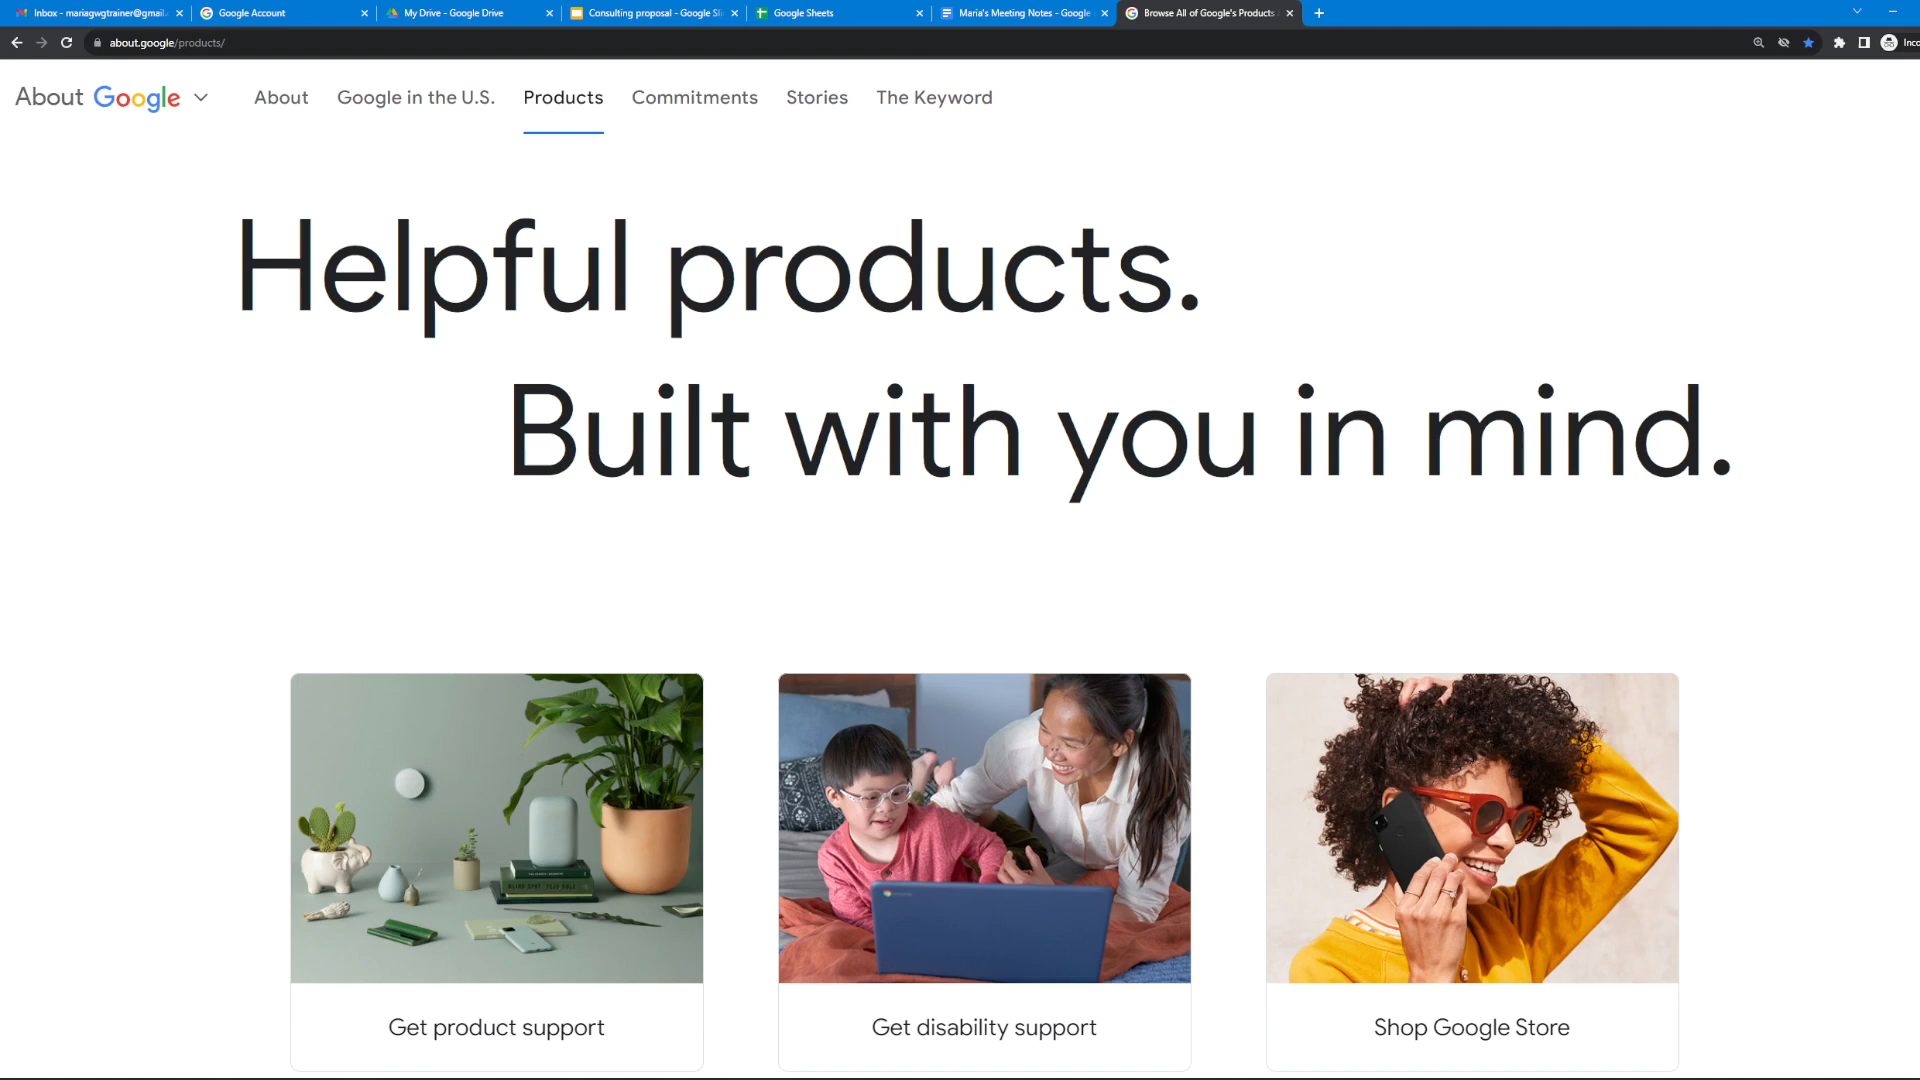 Inbox - mariagwgtrainer@gmail.
Google Account
My Drive - Google Drive
Consulting proposal - Google Sli
Google Sheets
Maria's Meeting Notes - Google
Browse All of Google's Products
about.google/products/
Inco
About Google
About
Google in the U.S.
Products
Commitments
Stories
The Keyword
Helpful products.
Built with you in mind.
Get product support
Get disability support
Shop Google Store